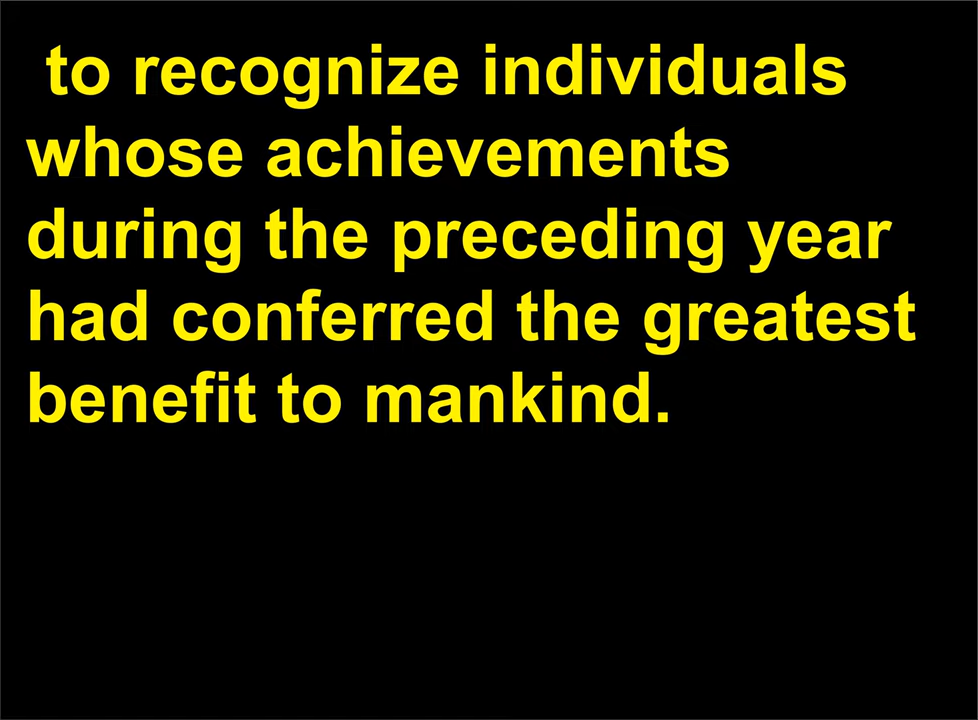 to recognize individuals
whose achievements
during the preceding year
had conferred the greatest
benefit to mankind.